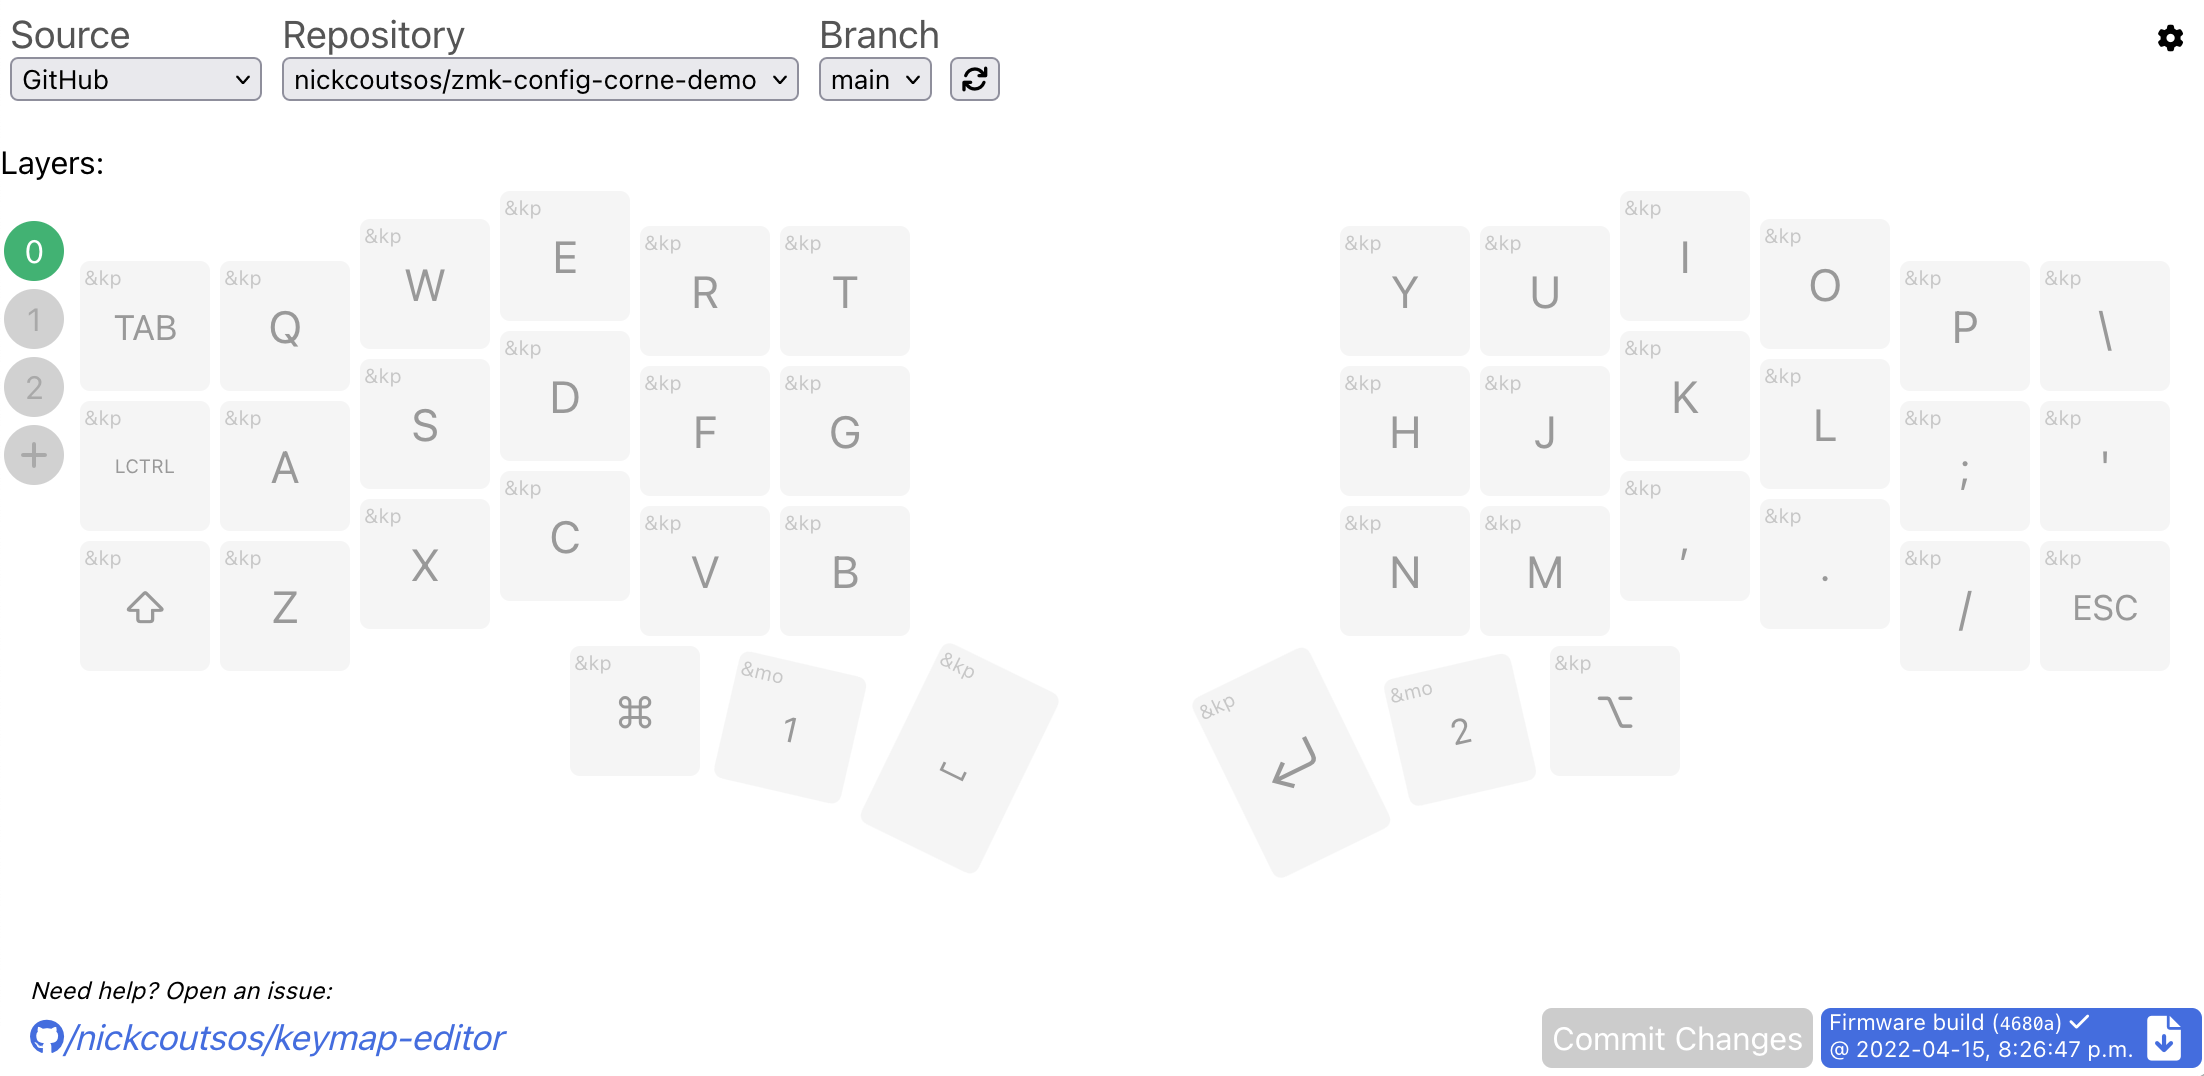 Source Repository Branch
GitHub nickcoutsos/zmk-config-corne-demo main
Layers:
0
1
2
+
&kp TAB &kp Q &kp W &kp E &kp R &kp T &kp Y &kp U &kp I &kp O &kp P &kp \
&kp LCTRL &kp A &kp S &kp D &kp F &kp G &kp H &kp J &kp K &kp L &kp ; &kp '
&kp ⇧ &kp Z &kp X &kp C &kp V &kp B &kp N &kp M &kp , &kp . &kp / &kp ESC
&kp ⌘ &mo 1 &kp ⎵ &kp ↵ &mo 2 &kp ⌥
Need help? Open an issue:
/nickcoutsos/keymap-editor
Commit Changes
Firmware build (4680a) ✓
@ 2022-04-15, 8:26:47 p.m.